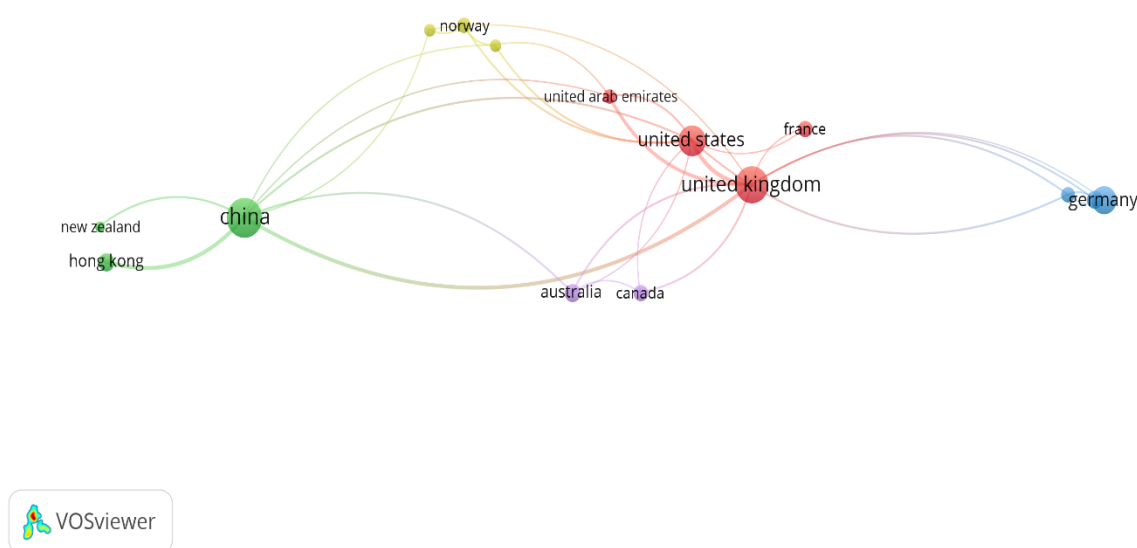 norway
united arab emirates
france
united states
united kingdom
germany
china
new zealand
hong kong
australia
canada
VOSviewer